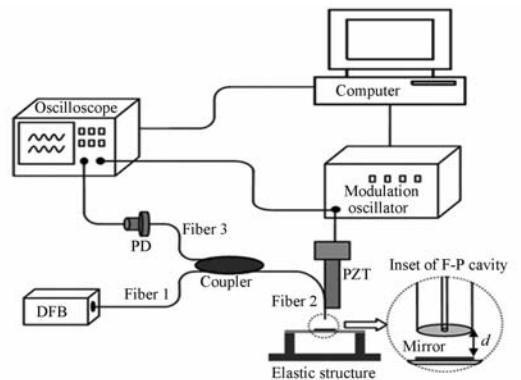 Oscilloscope
Computer
Modulation
oscillator
PD
Fiber 3
PZT
Inset of F-P cavity
Fiber 1
Coupler
Fiber 2
DFB
Mirror
d
Elastic structure